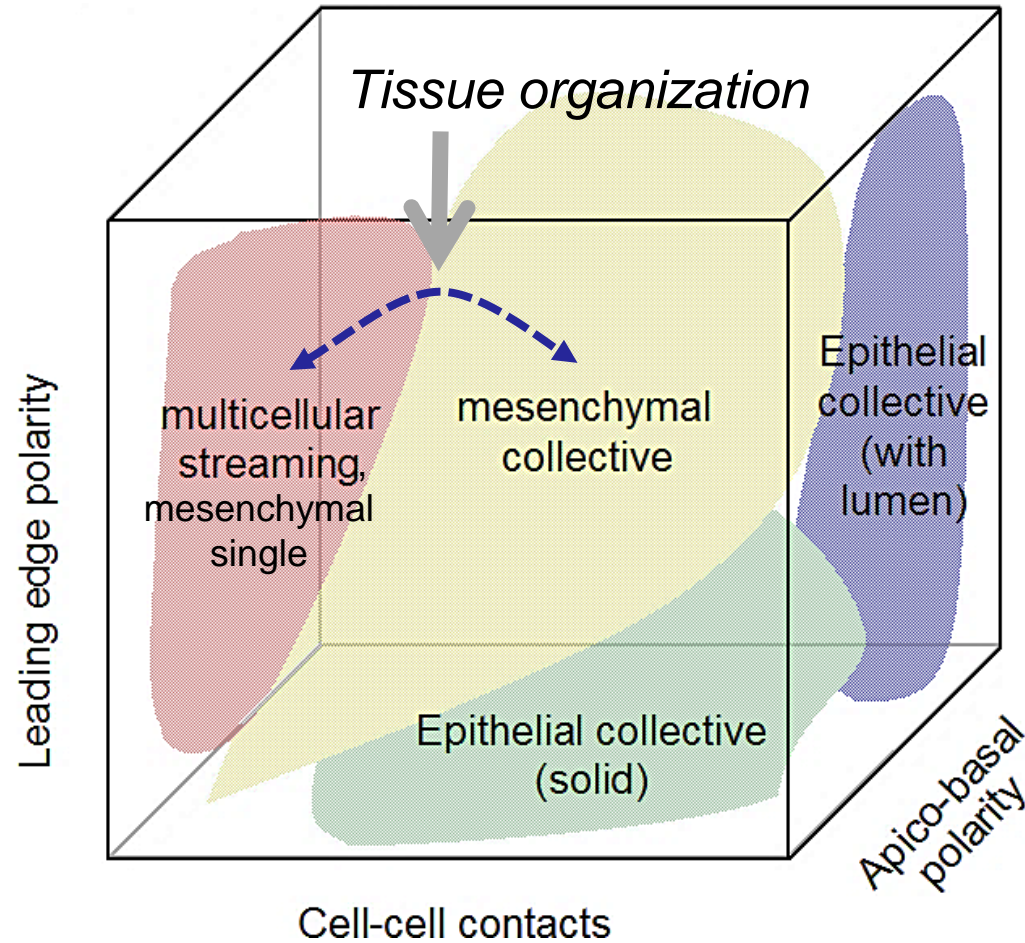 Tissue organization
Epithelial
collective
(with
lumen)
multicellular
streaming,
mesenchymal
single
mesenchymal
collective
Leading edge polarity
Epithelial collective
(solid)
Apico-basal
polarity
Cell-cell contacts